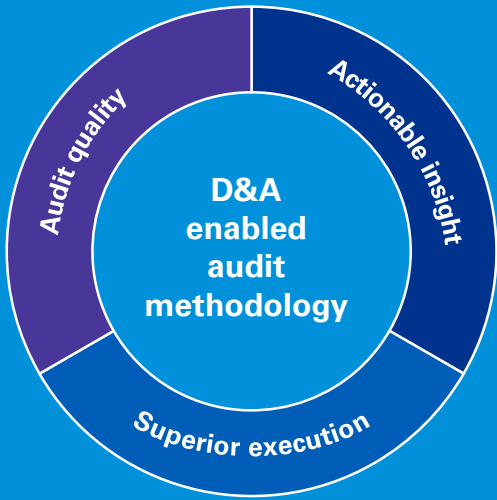 Audit quality
Actionable insight
D&A
enabled
audit
methodology
Superior execution